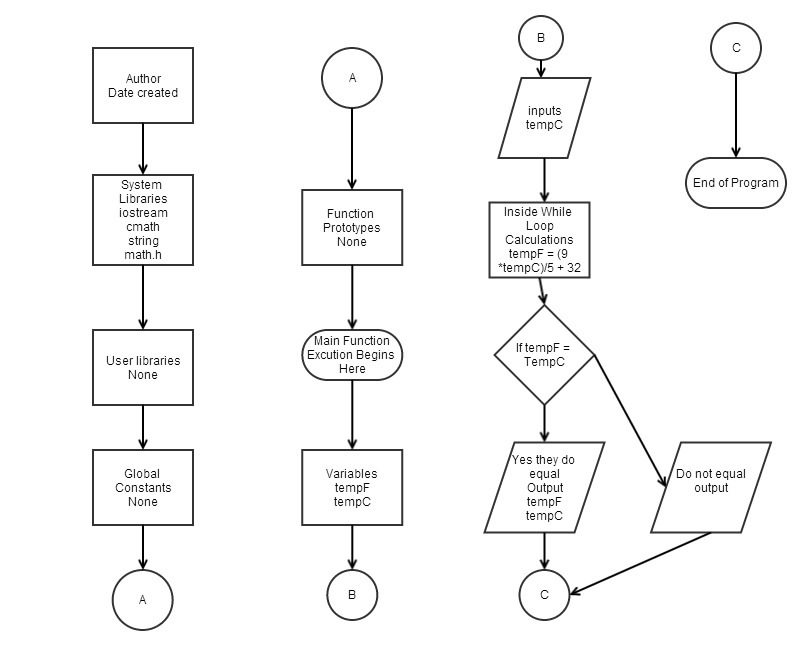 Author
Date created
System
Libraries
iostream
cmath
string
math.h
User libraries
None
Global
Constants
None
A
A
Function
Prototypes
None
Main Function
Excution Begins
Here
Variables
tempF
tempC
B
B
inputs
tempC
Inside While
Loop
Calculations
tempF = (9
*tempC)/5 + 32
If tempF =
TempC
Yes they do
equal
Output
tempF
tempC
Do not equal
output
C
C
End of Program